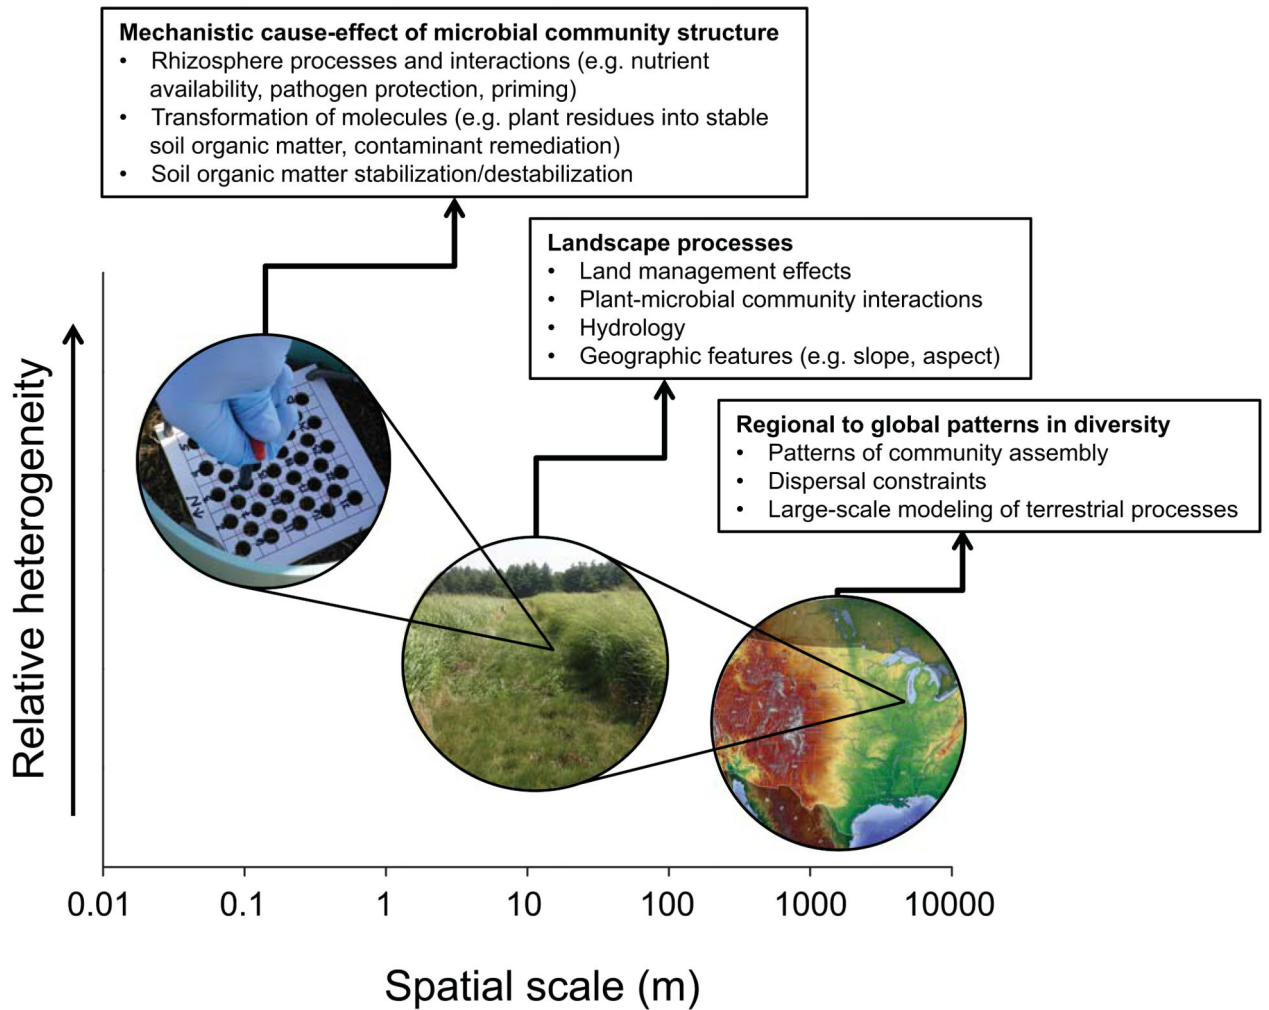 Mechanistic cause-effect of microbial community structure
• Rhizosphere processes and interactions (e.g. nutrient
availability, pathogen protection, priming)
• Transformation of molecules (e.g. plant residues into stable
soil organic matter, contaminant remediation)
• Soil organic matter stabilization/destabilization
Landscape processes
• Land management effects
• Plant-microbial community interactions
• Hydrology
• Geographic features (e.g. slope, aspect)
Regional to global patterns in diversity
• Patterns of community assembly
• Dispersal constraints
• Large-scale modeling of terrestrial processes
Relative heterogeneity
0.01 0.1 1 10 100 1000 10000
Spatial scale (m)